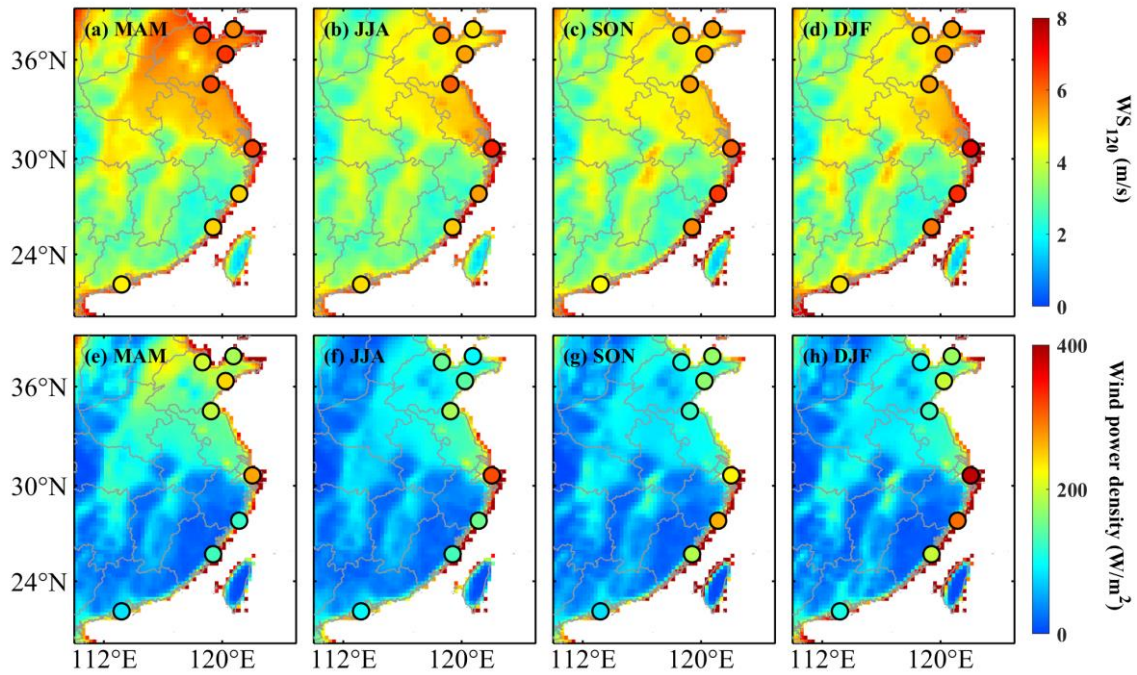 (a) MAM
(b) JJA
(c) SON
(d) DJF
8
36°N
6
30°N
4
24°N
2
0
WS120 (m/s)
(e) MAM
(f) JJA
(g) SON
(h) DJF
400
36°N
30°N
200
24°N
0
Wind power density (W/m²)
112°E 120°E 112°E 120°E 112°E 120°E 112°E 120°E